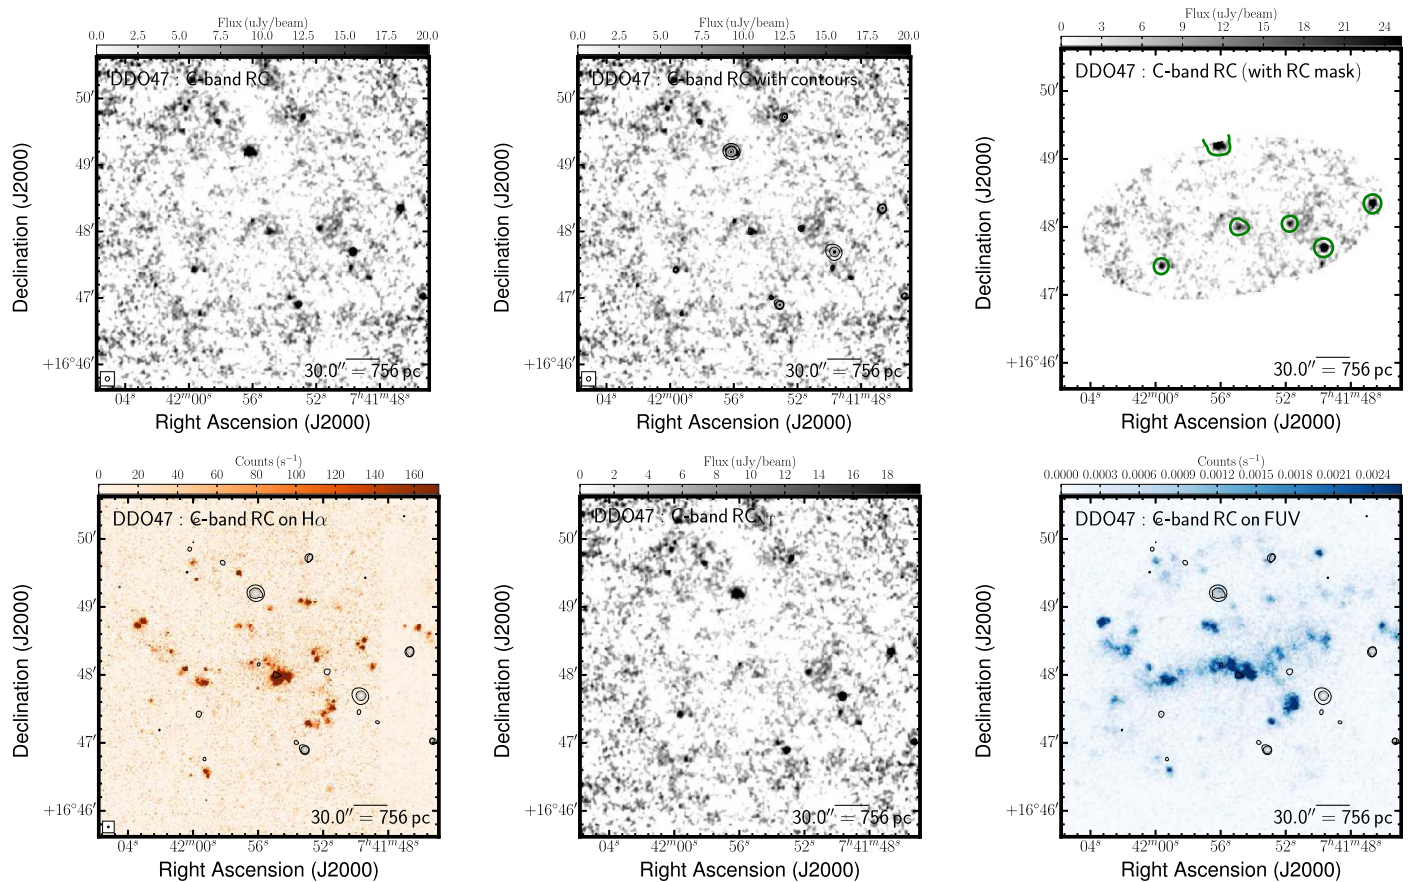 Flux (uJy/beam)
0.0 2.5 5.0 7.5 10.0 12.5 15.0 17.5 20.0
DDO47 : C-band RC
50′
49′
48′
47′
+16°46′
Declination (J2000)
30.0″ = 756 pc
04ˢ 42ᵐ00ˢ 56ˢ 52ˢ 7ʰ41ᵐ48ˢ
Right Ascension (J2000)
Flux (uJy/beam)
0.0 2.5 5.0 7.5 10.0 12.5 15.0 17.5 20.0
DDO47 : C-band RC with contours
50′
49′
48′
47′
+16°46′
Declination (J2000)
30.0″ = 756 pc
04ˢ 42ᵐ00ˢ 56ˢ 52ˢ 7ʰ41ᵐ48ˢ
Right Ascension (J2000)
Flux (uJy/beam)
0 3 6 9 12 15 18 21 24
DDO47 : C-band RC (with RC mask)
50′
49′
48′
47′
+16°46′
Declination (J2000)
30.0″ = 756 pc
04ˢ 42ᵐ00ˢ 56ˢ 52ˢ 7ʰ41ᵐ48ˢ
Right Ascension (J2000)
Counts (s⁻¹)
0 20 40 60 80 100 120 140 160
DDO47 : C-band RC on Hα
50′
49′
48′
47′
+16°46′
Declination (J2000)
30.0″ = 756 pc
04ˢ 42ᵐ00ˢ 56ˢ 52ˢ 7ʰ41ᵐ48ˢ
Right Ascension (J2000)
Flux (uJy/beam)
0 2 4 6 8 10 12 14 16 18
DDO47 : C-band RC_NT
50′
49′
48′
47′
+16°46′
Declination (J2000)
30.0″ = 756 pc
04ˢ 42ᵐ00ˢ 56ˢ 52ˢ 7ʰ41ᵐ48ˢ
Right Ascension (J2000)
Counts (s⁻¹)
0.0000 0.0003 0.0006 0.0009 0.0012 0.0015 0.0018 0.0021 0.0024
DDO47 : C-band RC on FUV
50′
49′
48′
47′
+16°46′
Declination (J2000)
30.0″ = 756 pc
04ˢ 42ᵐ00ˢ 56ˢ 52ˢ 7ʰ41ᵐ48ˢ
Right Ascension (J2000)